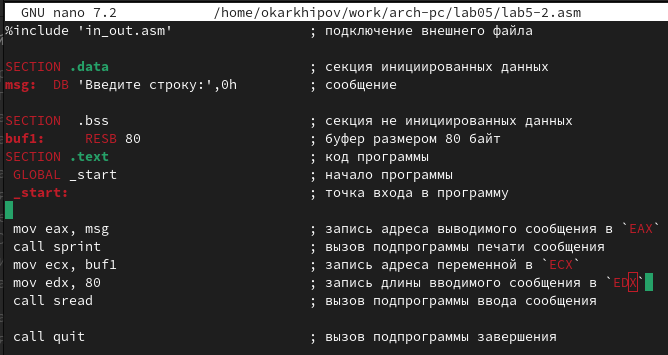 GNU nano 7.2 /home/okarkhipov/work/arch-pc/lab05/lab5-2.asm
%include 'in_out.asm' ; подключение внешнего файла
SECTION .data ; секция инициированных данных
msg: DB 'Введите строку:',0h ; сообщение
SECTION .bss ; секция не инициированных данных
buf1: RESB 80 ; буфер размером 80 байт
SECTION .text ; код программы
GLOBAL _start ; начало программы
_start: ; точка входа в программу
mov eax, msg ; запись адреса выводимого сообщения в `EAX`
call sprint ; вызов подпрограммы печати сообщения
mov ecx, buf1 ; запись адреса переменной в `ECX`
mov edx, 80 ; запись длины вводимого сообщения в `EDX`
call sread ; вызов подпрограммы ввода сообщения
call quit ; вызов подпрограммы завершения